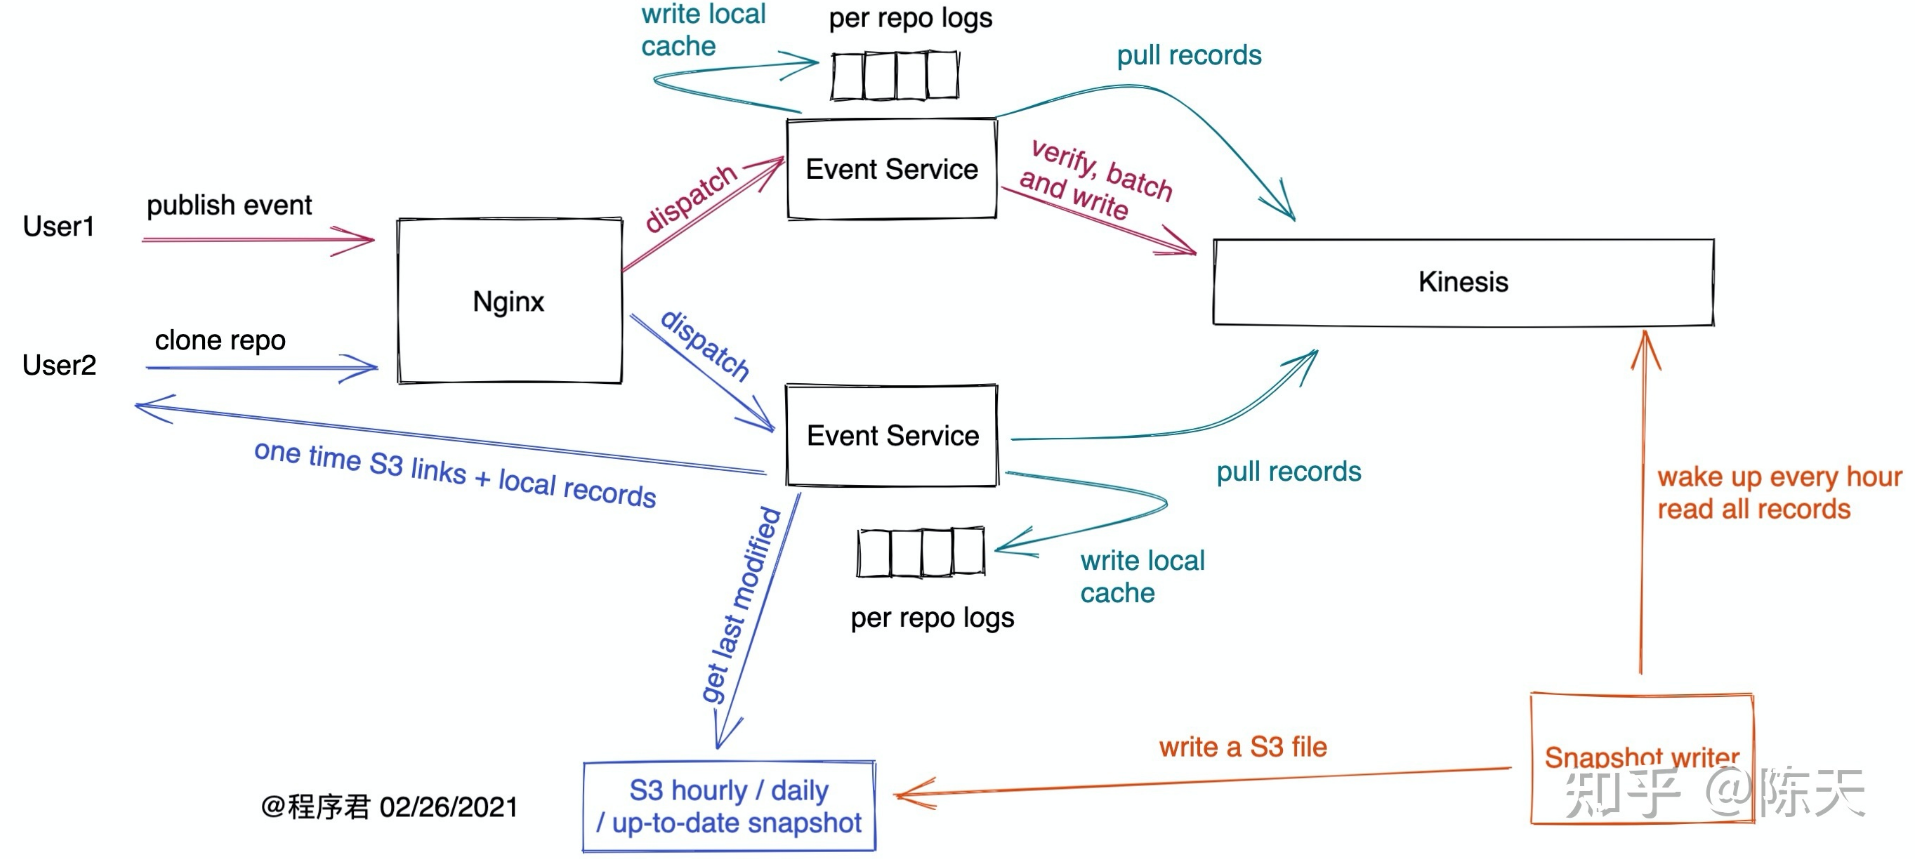 write local
cache
per repo logs
pull records
User1
publish event
dispatch
Event Service
verify, batch
and write
Nginx
Kinesis
User2
clone repo
dispatch
Event Service
one time S3 links + local records
pull records
wake up every hour
read all records
get last modified
write local
cache
per repo logs
write a S3 file
Snapshot writer
S3 hourly / daily
/ up-to-date snapshot
@程序君 02/26/2021
知乎 @陈天